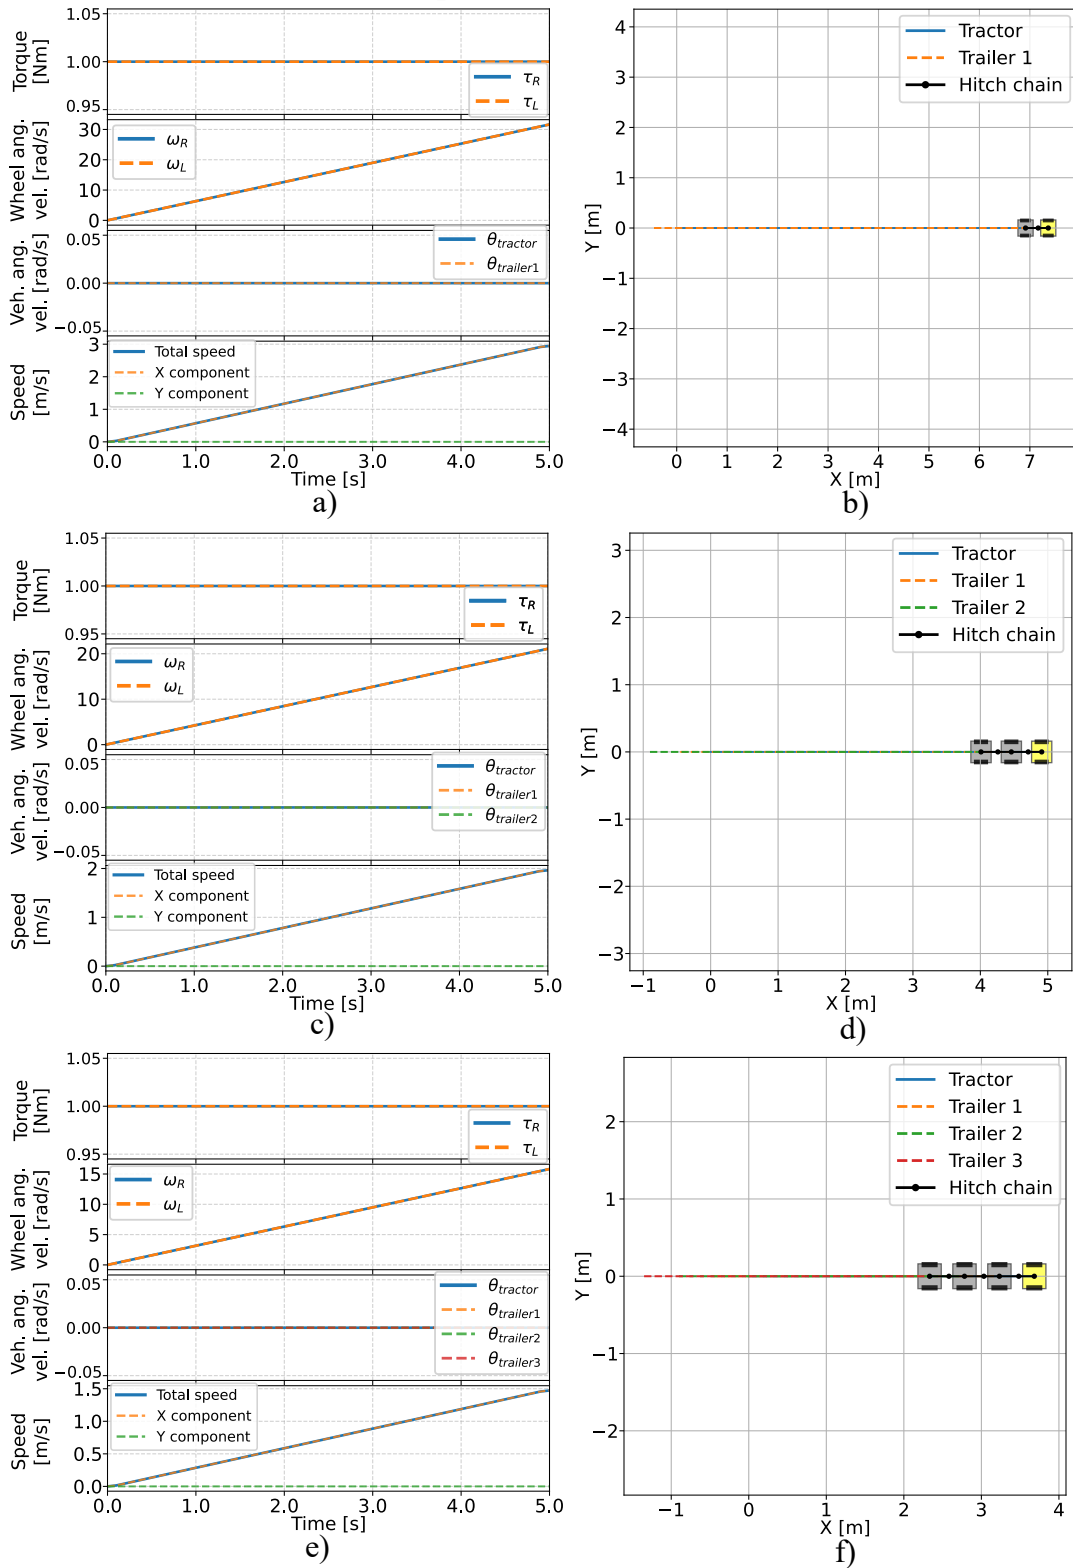 1.05
1.00
0.95
Torque
[Nm]
τR
τL
30
20
10
0
Wheel ang.
vel. [rad/s]
ωR
ωL
0.05
0.00
−0.05
Veh. ang.
vel. [rad/s]
θtractor
θtrailer1
3
2
1
0
Speed
[m/s]
Total speed
X component
Y component
0.0 1.0 2.0 3.0 4.0 5.0
Time [s]
a)
4
3
2
1
0
−1
−2
−3
−4
Y [m]
Tractor
Trailer 1
Hitch chain
0 1 2 3 4 5 6 7
X [m]
b)
1.05
1.00
0.95
Torque
[Nm]
τR
τL
20
10
0
Wheel ang.
vel. [rad/s]
ωR
ωL
0.05
0.00
−0.05
Veh. ang.
vel. [rad/s]
θtractor
θtrailer1
θtrailer2
2
1
0
Speed
[m/s]
Total speed
X component
Y component
0.0 1.0 2.0 3.0 4.0 5.0
Time [s]
c)
3
2
1
0
−1
−2
−3
Y [m]
Tractor
Trailer 1
Trailer 2
Hitch chain
−1 0 1 2 3 4 5
X [m]
d)
1.05
1.00
0.95
Torque
[Nm]
τR
τL
15
10
5
0
Wheel ang.
vel. [rad/s]
ωR
ωL
0.05
0.00
−0.05
Veh. ang.
vel. [rad/s]
θtractor
θtrailer1
θtrailer2
θtrailer3
1.5
1.0
0.5
0.0
Speed
[m/s]
Total speed
X component
Y component
0.0 1.0 2.0 3.0 4.0 5.0
Time [s]
e)
2
1
0
−1
−2
Y [m]
Tractor
Trailer 1
Trailer 2
Trailer 3
Hitch chain
−1 0 1 2 3 4
X [m]
f)